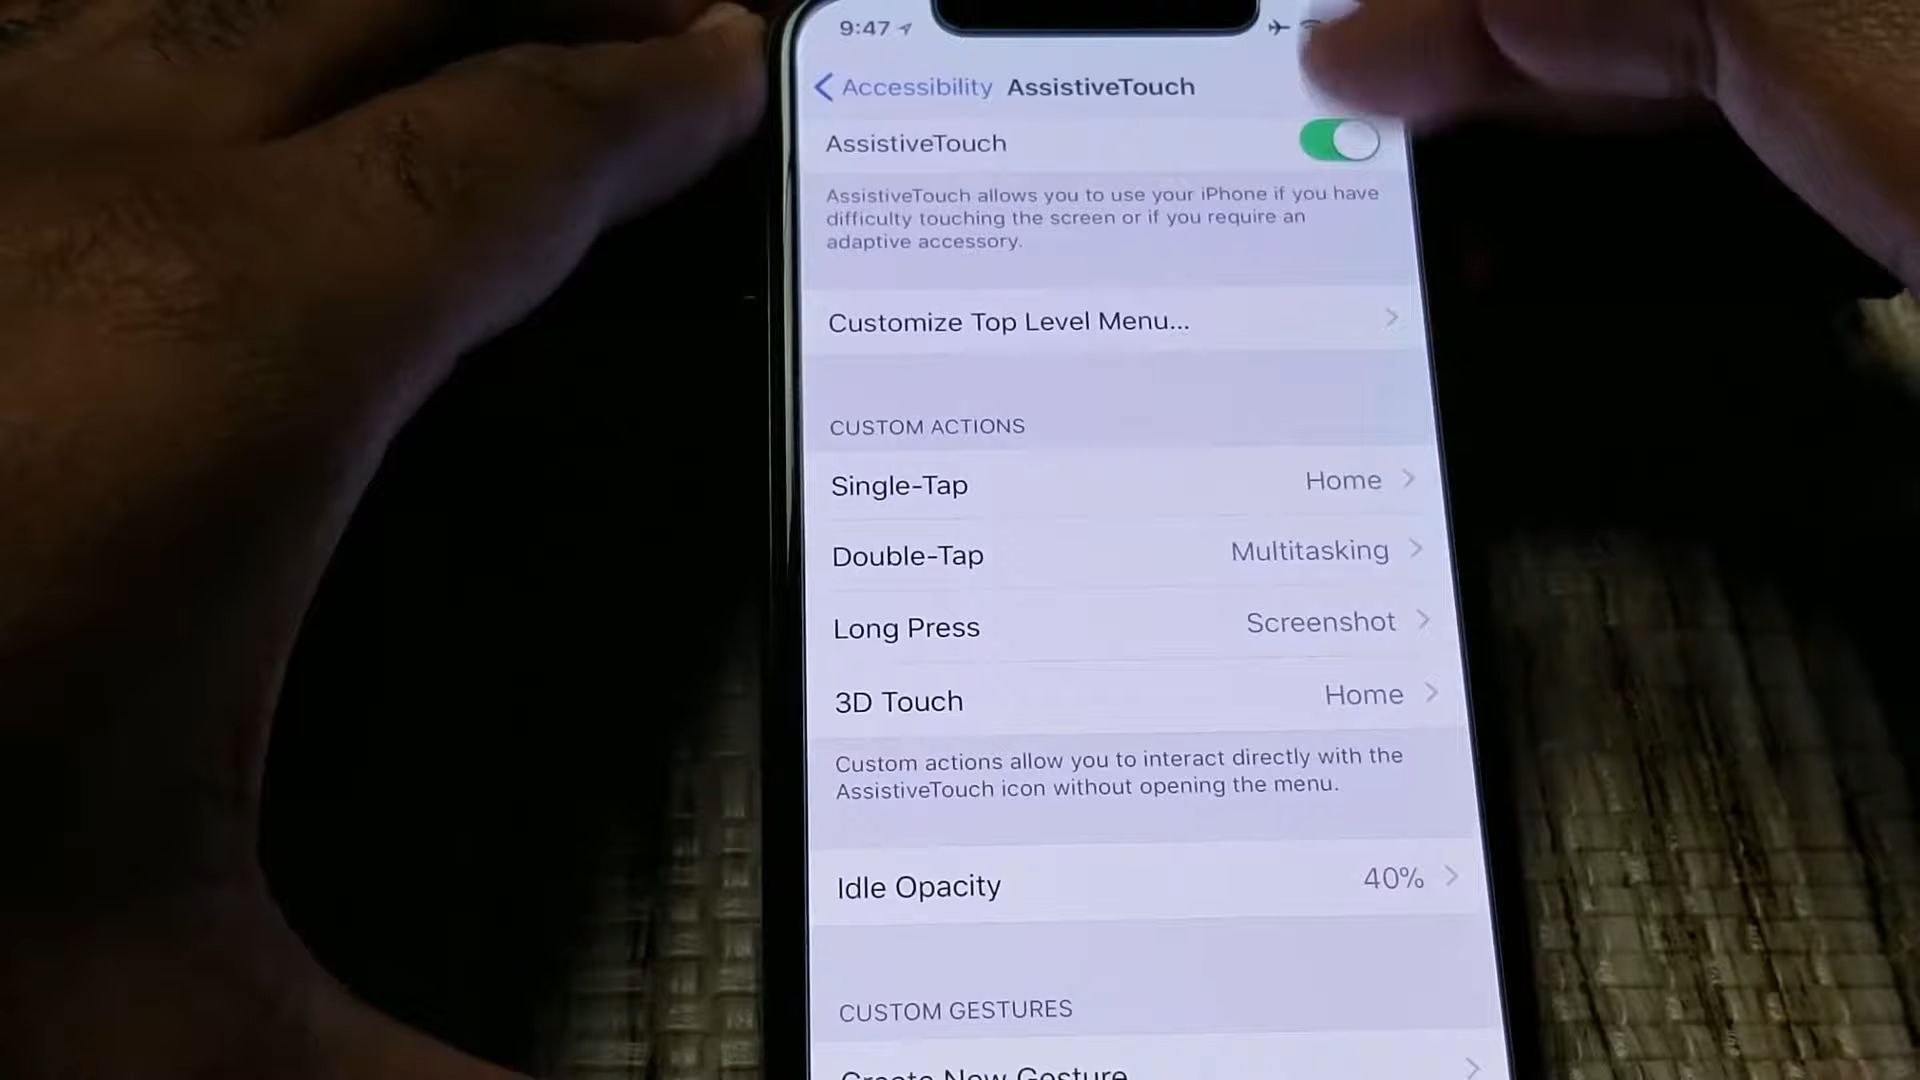 9:47
Accessibility AssistiveTouch
AssistiveTouch
AssistiveTouch allows you to use your iPhone if you have
difficulty touching the screen or if you require an
adaptive accessory.
Customize Top Level Menu...
CUSTOM ACTIONS
Single-Tap Home
Double-Tap Multitasking
Long Press Screenshot
3D Touch Home
Custom actions allow you to interact directly with the
AssistiveTouch icon without opening the menu.
Idle Opacity 40%
CUSTOM GESTURES
Create New Gesture